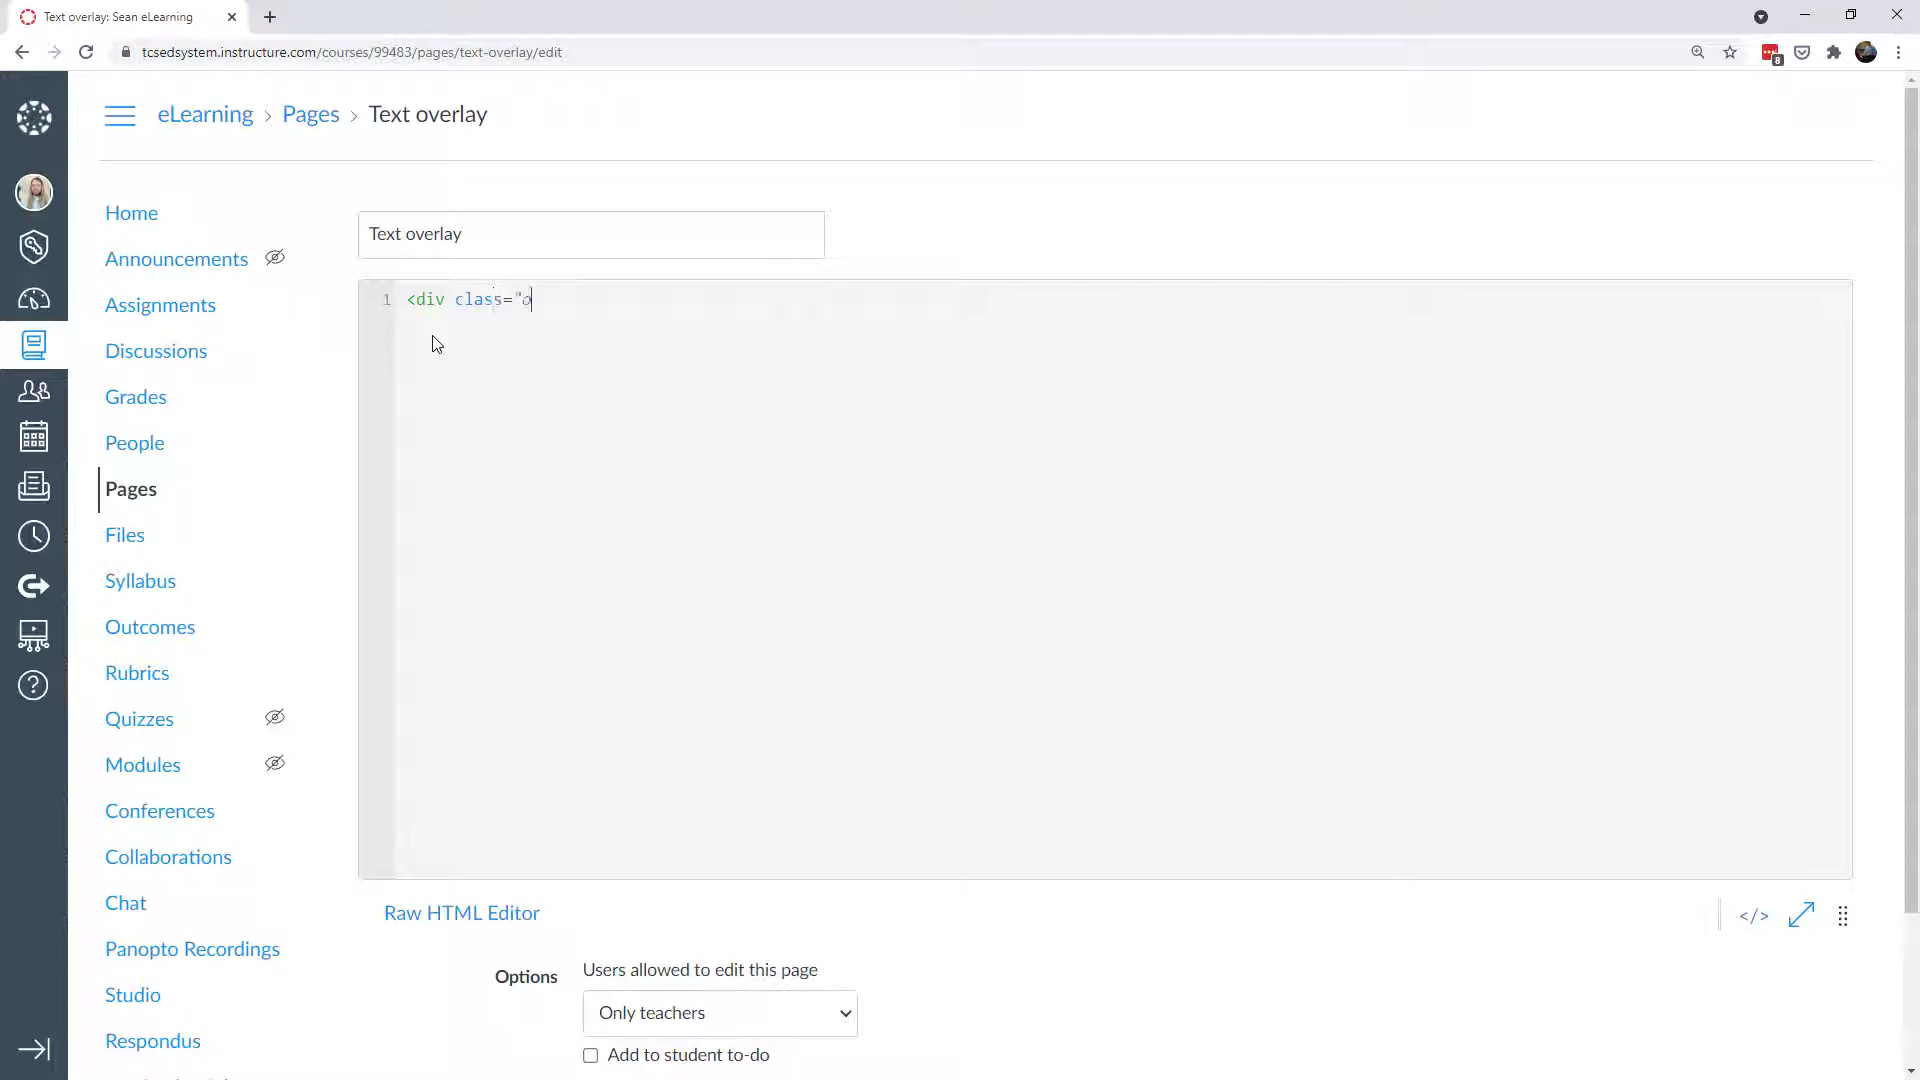 Text overlay: Sean eLearning
tcsedsystem.instructure.com/courses/99483/pages/text-overlay/edit
8
eLearning > Pages > Text overlay
Home
Announcements
Assignments
Discussions
Grades
People
Pages
Files
Syllabus
Outcomes
Rubrics
Quizzes
Modules
Conferences
Collaborations
Chat
Panopto Recordings
Studio
Respondus
Text overlay
1 <div class="o
Raw HTML Editor
</>
Options
Users allowed to edit this page
Only teachers
Add to student to-do